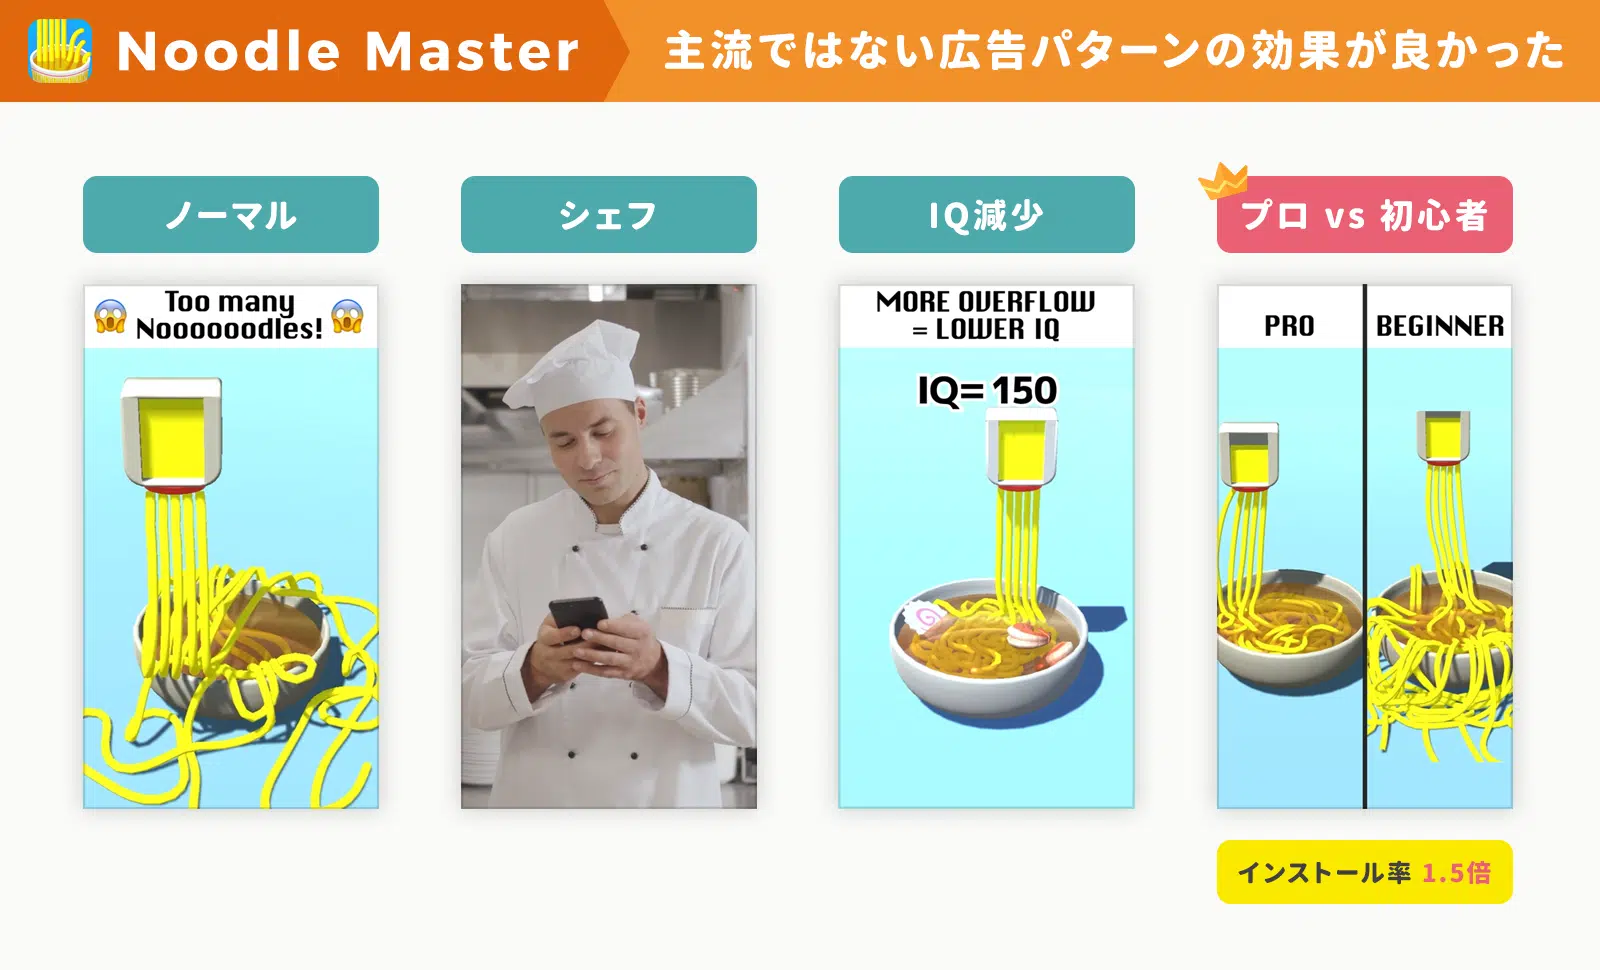 Noodle Master
主流ではない広告パターンの効果が良かった
ノーマル
シェフ
IQ減少
プロ vs 初心者
Too many
Noooooodles!
MORE OVERFLOW
= LOWER IQ
IQ= 150
PRO
BEGINNER
インストール率 1.5倍